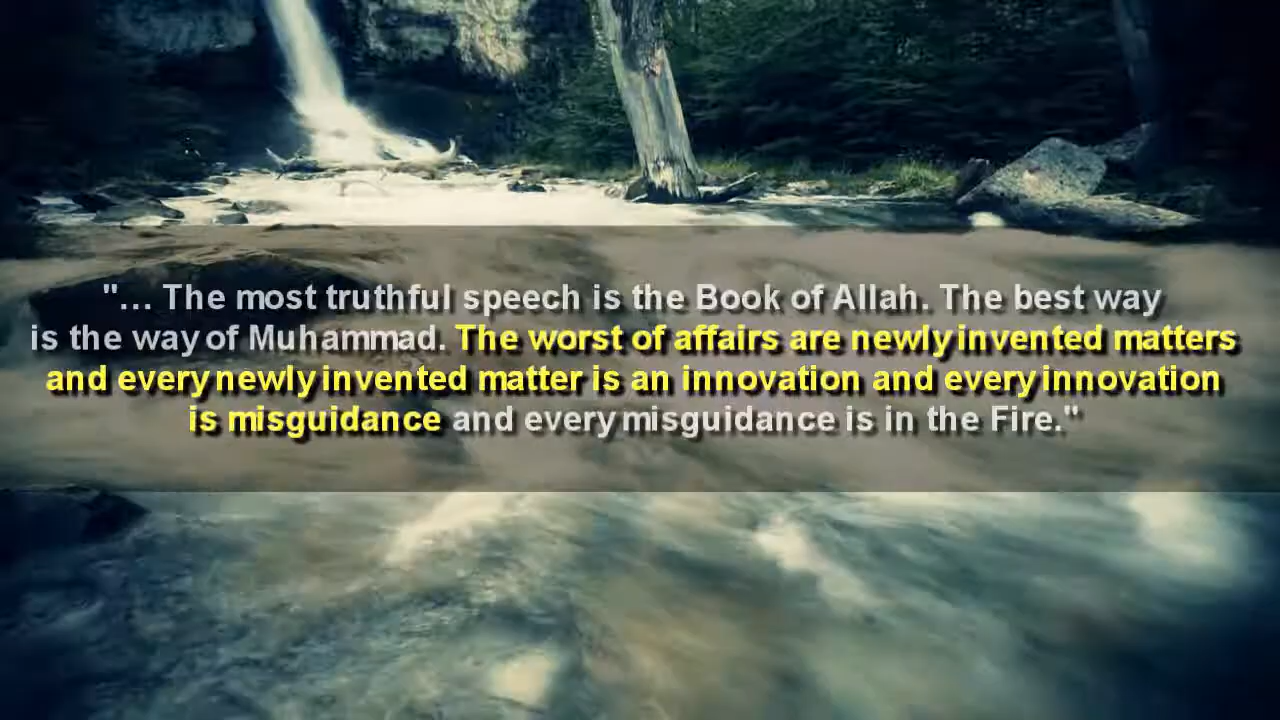 "... The most truthful speech is the Book of Allah. The best way
is the way of Muhammad. The worst of affairs are newly invented matters
and every newly invented matter is an innovation and every innovation
is misguidance and every misguidance is in the Fire."